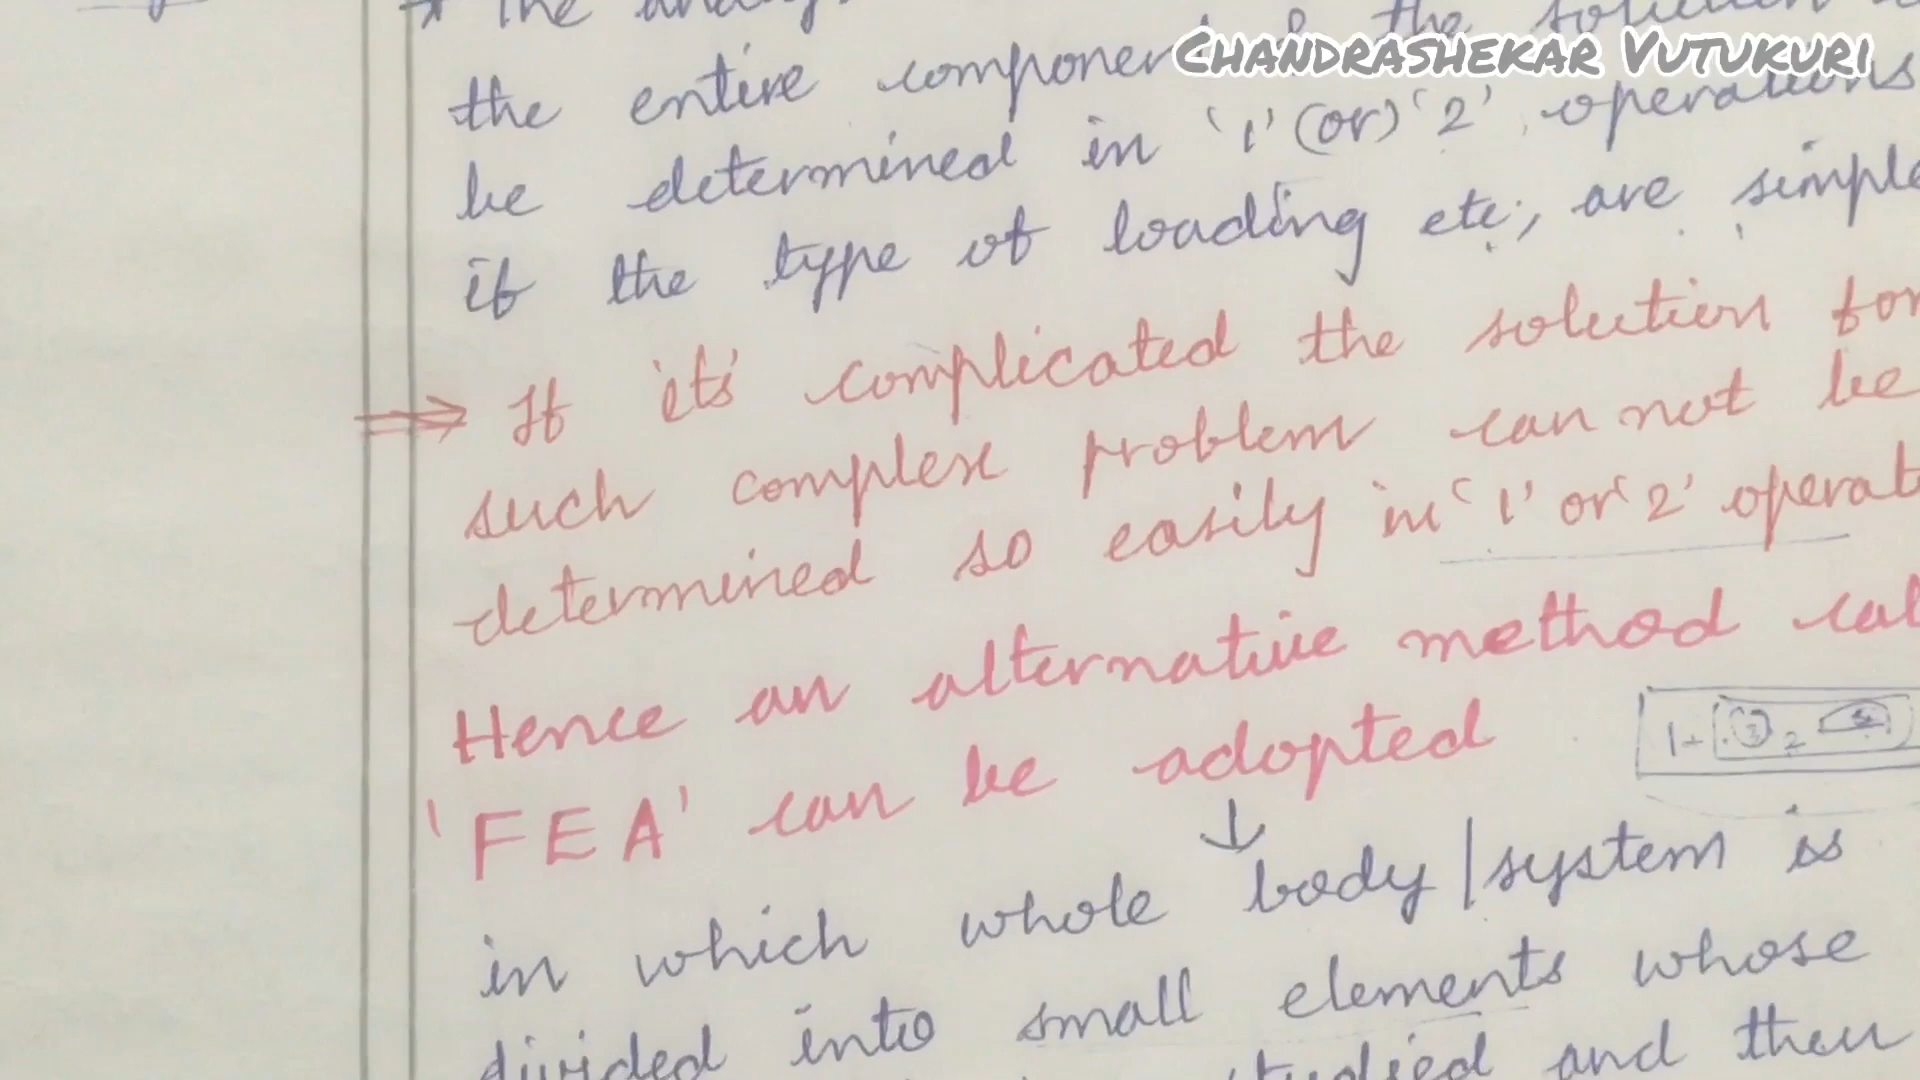 * The
the entire the
CHANDRASHEKAR VUTUKURI
be determined in '1' (or) '2' operations
if the type of loading etc., are simple
⇒ If it's complicated the solution for
such complex problem can not be
determined so easily in '1' or '2' operat
Hence an alternative method cal
'FEA' can be adopted
↓
in which whole body/system is
divided into small elements whose
studied and then